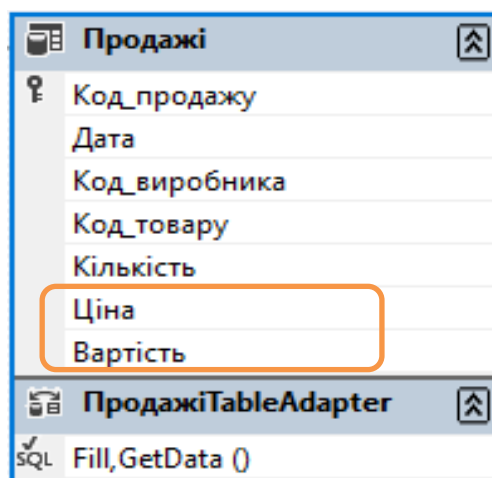 Продажі
Код_продажу
Дата
Код_виробника
Код_товару
Кількість
Ціна
Вартість
ПродажіTableAdapter
SQL Fill,GetData ()